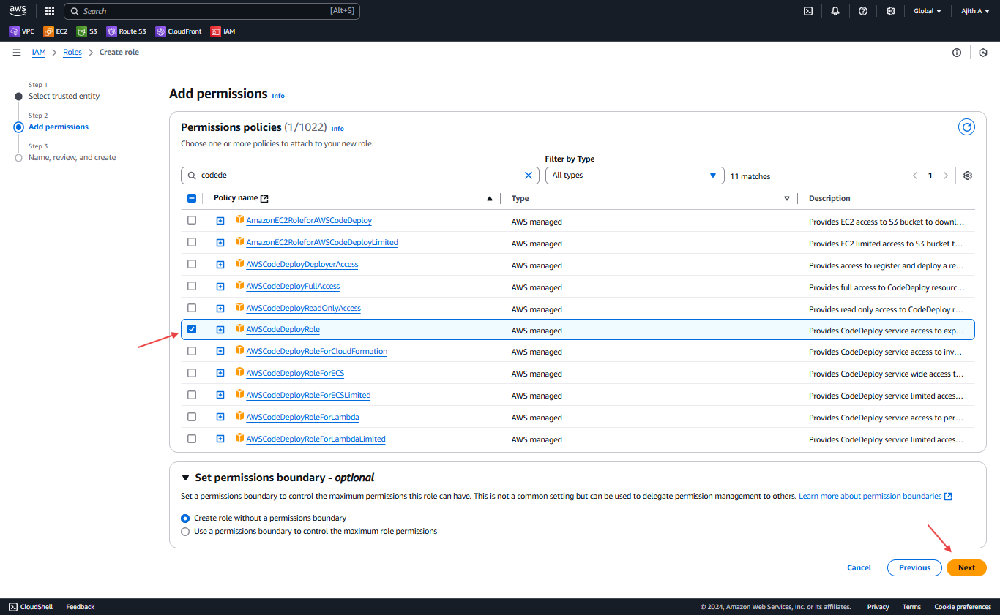 aws
Search [Alt+S] Global Ajith A
VPC EC2 S3 Route 53 CloudFront IAM
IAM Roles Create role
Step 1
Select trusted entity
Step 2
Add permissions
Step 3
Name, review, and create
Add permissions Info
Permissions policies (1/1022) Info
Choose one or more policies to attach to your new role.
Filter by Type
codede All types 11 matches 1
Policy name Type Description
AmazonEC2RoleforAWSCodeDeploy AWS managed Provides EC2 access to S3 bucket to downl...
AmazonEC2RoleforAWSCodeDeployLimited AWS managed Provides EC2 limited access to S3 bucket t...
AWSCodeDeployDeployerAccess AWS managed Provides access to register and deploy a re...
AWSCodeDeployFullAccess AWS managed Provides full access to CodeDeploy resourc...
AWSCodeDeployReadOnlyAccess AWS managed Provides read only access to CodeDeploy r...
AWSCodeDeployRole AWS managed Provides CodeDeploy service access to exp...
AWSCodeDeployRoleForCloudFormation AWS managed Provides CodeDeploy service access to inv...
AWSCodeDeployRoleForECS AWS managed Provides CodeDeploy service wide access t...
AWSCodeDeployRoleForECSLimited AWS managed Provides CodeDeploy service limited acces...
AWSCodeDeployRoleForLambda AWS managed Provides CodeDeploy service access to per...
AWSCodeDeployRoleForLambdaLimited AWS managed Provides CodeDeploy service limited acces...
Set permissions boundary - optional
Set a permissions boundary to control the maximum permissions this role can have. This is not a common setting but can be used to delegate permission management to others. Learn more about permission boundaries
Create role without a permissions boundary
Use a permissions boundary to control the maximum role permissions
Cancel Previous Next
CloudShell Feedback © 2024, Amazon Web Services, Inc. or its affiliates. Privacy Terms Cookie preferences